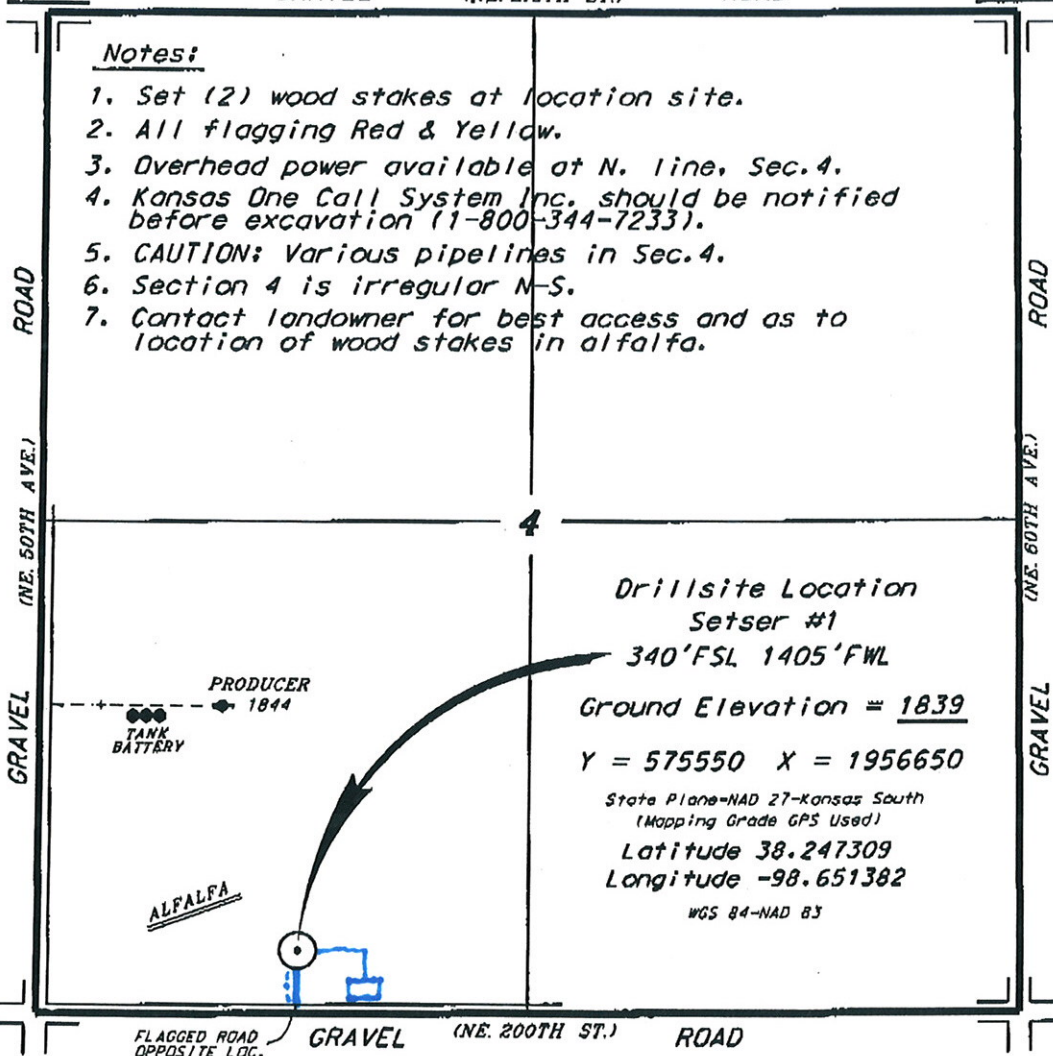 Notes:
1. Set (2) wood stakes at location site.
2. All flagging Red & Yellow.
3. Overhead power available at N. line, Sec.4.
4. Kansas One Call System Inc. should be notified
before excavation (1-800-344-7233).
5. CAUTION: Various pipelines in Sec.4.
6. Section 4 is irregular N-S.
7. Contact landowner for best access and as to
location of wood stakes in alfalfa.
ROAD
(NE. 50TH AVE.)
GRAVEL
ROAD
(NE. 60TH AVE.)
GRAVEL
4
Drillsite Location
Setser #1
340'FSL 1405'FWL
Ground Elevation = 1839
Y = 575550 X = 1956650
State Plane-NAD 27-Kansas South
(Mapping Grade GPS Used)
Latitude 38.247309
Longitude -98.651382
WGS 84-NAD 83
PRODUCER
1844
TANK
BATTERY
ALFALFA
FLAGGED ROAD
OPPOSITE LOC.
GRAVEL (NE. 200TH ST.) ROAD